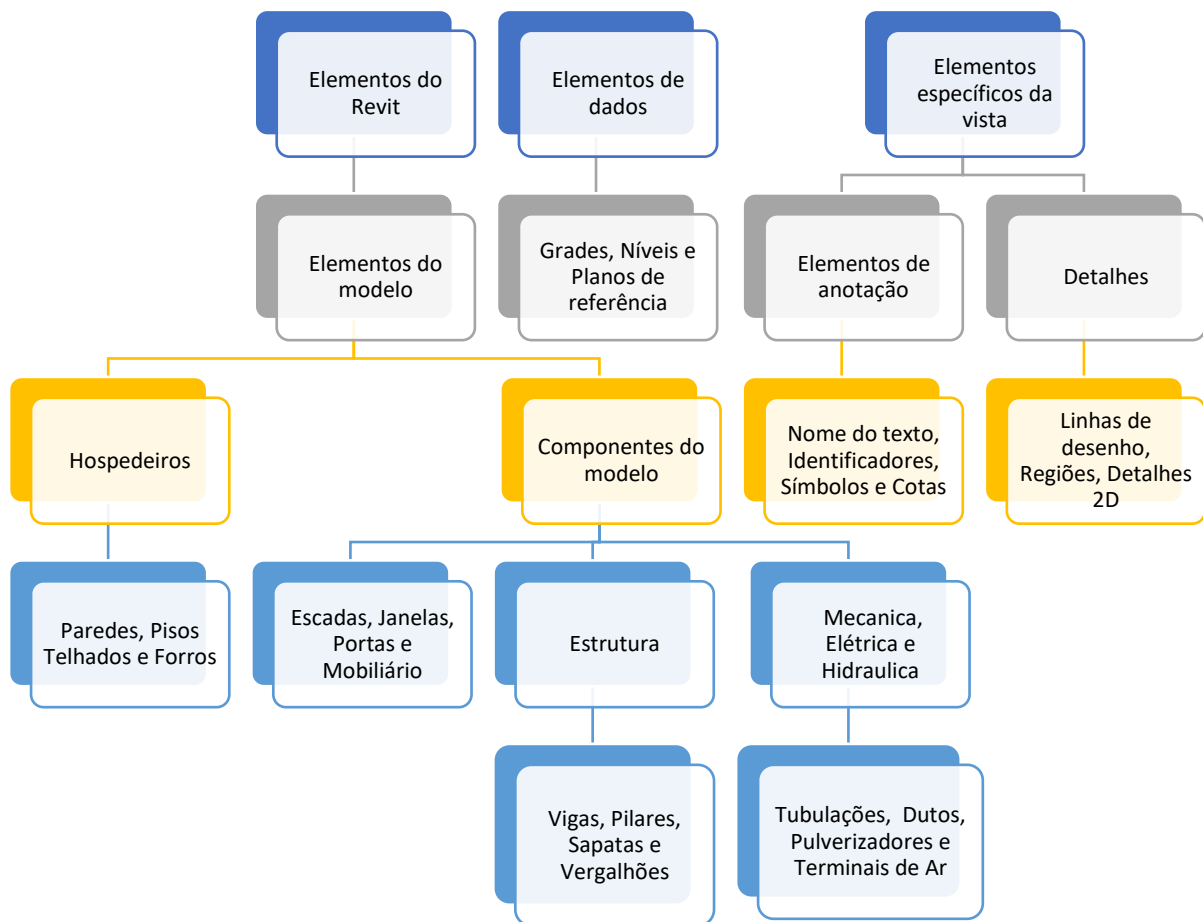 Elementos do
Revit
Elementos de
dados
Elementos
específicos da
vista
Elementos do
modelo
Grades, Níveis e
Planos de
referência
Elementos de
anotação
Detalhes
Hospedeiros
Componentes do
modelo
Nome do texto,
Identificadores,
Símbolos e Cotas
Linhas de
desenho,
Regiões, Detalhes
2D
Paredes, Pisos
Telhados e Forros
Escadas, Janelas,
Portas e
Mobiliário
Estrutura
Mecanica,
Elétrica e
Hidraulica
Vigas, Pilares,
Sapatas e
Vergalhões
Tubulações, Dutos,
Pulverizadores e
Terminais de Ar